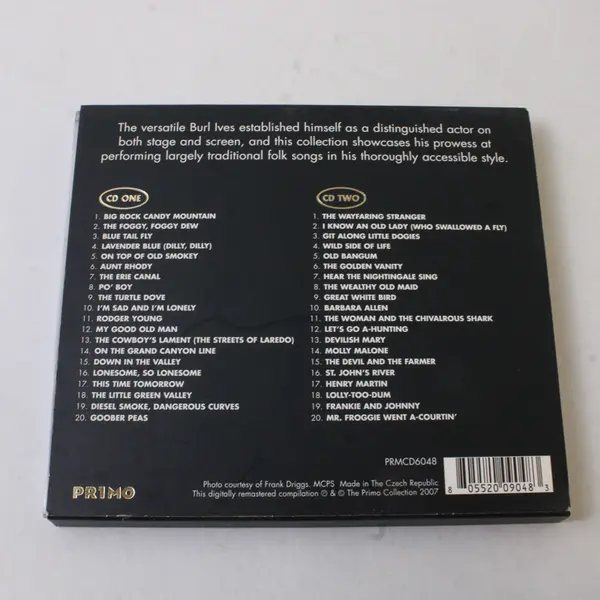 The versatile Burl Ives established himself as a distinguished actor on
both stage and screen, and this collection showcases his prowess at
performing largely traditional folk songs in his thoroughly accessible style.
CD ONE
1. BIG ROCK CANDY MOUNTAIN
2. THE FOGGY, FOGGY DEW
3. BLUE TAIL FLY
4. LAVENDER BLUE (DILLY, DILLY)
5. ON TOP OF OLD SMOKEY
6. AUNT RHODY
7. THE ERIE CANAL
8. PO' BOY
9. THE TURTLE DOVE
10. I'M SAD AND I'M LONELY
11. RODGER YOUNG
12. MY GOOD OLD MAN
13. THE COWBOY'S LAMENT (THE STREETS OF LAREDO)
14. ON THE GRAND CANYON LINE
15. DOWN IN THE VALLEY
16. LONESOME, SO LONESOME
17. THIS TIME TOMORROW
18. THE LITTLE GREEN VALLEY
19. DIESEL SMOKE, DANGEROUS CURVES
20. GOOBER PEAS
CD TWO
1. THE WAYFARING STRANGER
2. I KNOW AN OLD LADY (WHO SWALLOWED A FLY)
3. GIT ALONG LITTLE DOGIES
4. WILD SIDE OF LIFE
5. OLD BANGUM
6. THE GOLDEN VANITY
7. HEAR THE NIGHTINGALE SING
8. THE WEALTHY OLD MAID
9. GREAT WHITE BIRD
10. BARBARA ALLEN
11. THE WOMAN AND THE CHIVALROUS SHARK
12. LET'S GO A-HUNTING
13. DEVILISH MARY
14. MOLLY MALONE
15. THE DEVIL AND THE FARMER
16. ST. JOHN'S RIVER
17. HENRY MARTIN
18. LOLLY-TOO-DUM
19. FRANKIE AND JOHNNY
20. MR. FROGGIE WENT A-COURTIN'
PRMCD6048
PR1MO
Photo courtesy of Frank Driggs. MCPS Made in The Czech Republic
This digitally remastered compilation ℗ & © The Primo Collection 2007
8 05520 09048 3